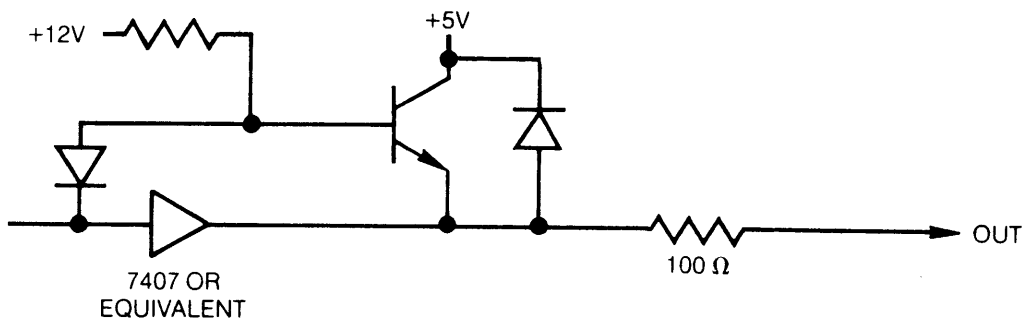 +12V
+5V
OUT
100 Ω
7407 OR
EQUIVALENT